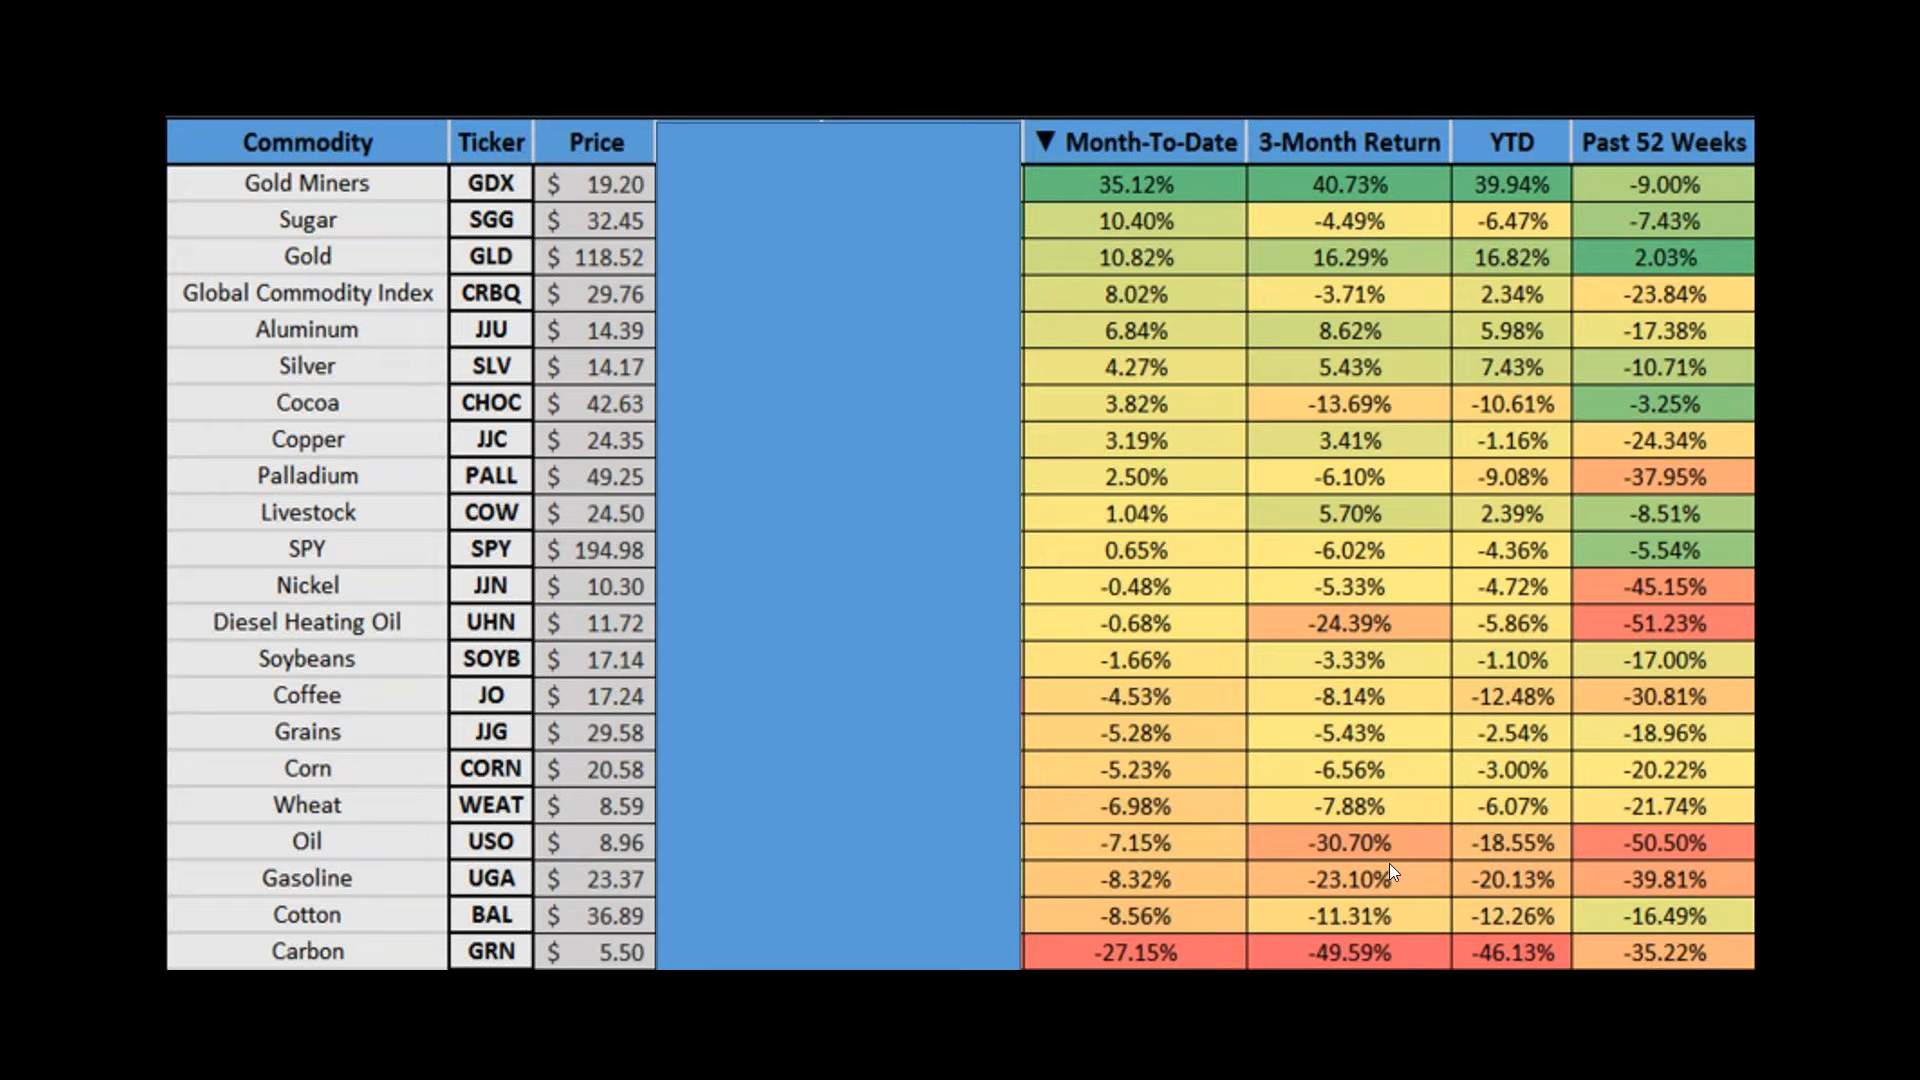 Commodity Ticker Price ▼ Month-To-Date 3-Month Return YTD Past 52 Weeks
Gold Miners GDX $ 19.20 35.12% 40.73% 39.94% -9.00%
Sugar SGG $ 32.45 10.40% -4.49% -6.47% -7.43%
Gold GLD $ 118.52 10.82% 16.29% 16.82% 2.03%
Global Commodity Index CRBQ $ 29.76 8.02% -3.71% 2.34% -23.84%
Aluminum JJU $ 14.39 6.84% 8.62% 5.98% -17.38%
Silver SLV $ 14.17 4.27% 5.43% 7.43% -10.71%
Cocoa CHOC $ 42.63 3.82% -13.69% -10.61% -3.25%
Copper JJC $ 24.35 3.19% 3.41% -1.16% -24.34%
Palladium PALL $ 49.25 2.50% -6.10% -9.08% -37.95%
Livestock COW $ 24.50 1.04% 5.70% 2.39% -8.51%
SPY SPY $ 194.98 0.65% -6.02% -4.36% -5.54%
Nickel JJN $ 10.30 -0.48% -5.33% -4.72% -45.15%
Diesel Heating Oil UHN $ 11.72 -0.68% -24.39% -5.86% -51.23%
Soybeans SOYB $ 17.14 -1.66% -3.33% -1.10% -17.00%
Coffee JO $ 17.24 -4.53% -8.14% -12.48% -30.81%
Grains JJG $ 29.58 -5.28% -5.43% -2.54% -18.96%
Corn CORN $ 20.58 -5.23% -6.56% -3.00% -20.22%
Wheat WEAT $ 8.59 -6.98% -7.88% -6.07% -21.74%
Oil USO $ 8.96 -7.15% -30.70% -18.55% -50.50%
Gasoline UGA $ 23.37 -8.32% -23.10% -20.13% -39.81%
Cotton BAL $ 36.89 -8.56% -11.31% -12.26% -16.49%
Carbon GRN $ 5.50 -27.15% -49.59% -46.13% -35.22%